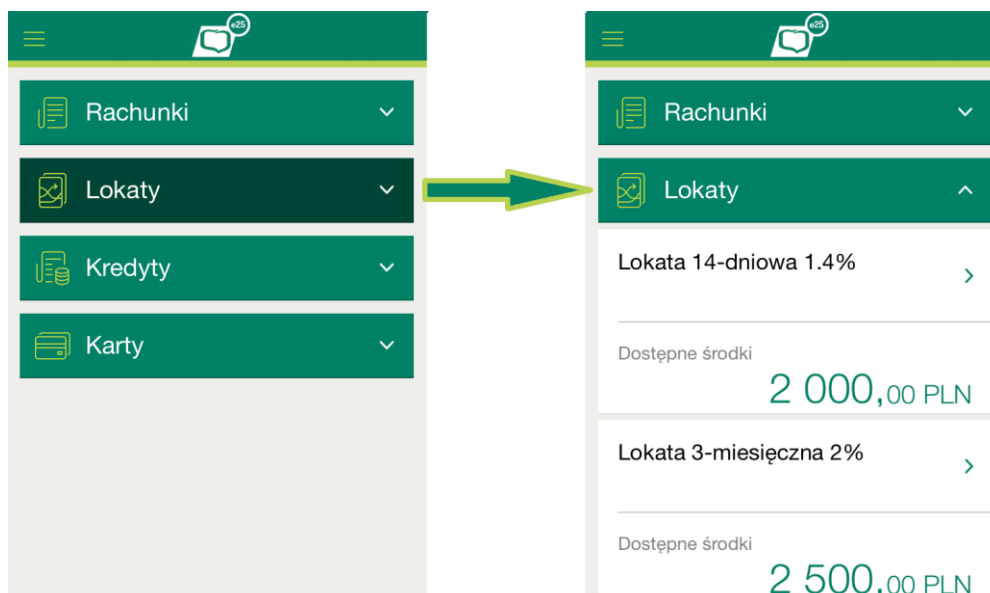 e25
Rachunki
Lokaty
Kredyty
Karty
e25
Rachunki
Lokaty
Lokata 14-dniowa 1.4%
Dostępne środki
2 000,00 PLN
Lokata 3-miesięczna 2%
Dostępne środki
2 500,00 PLN